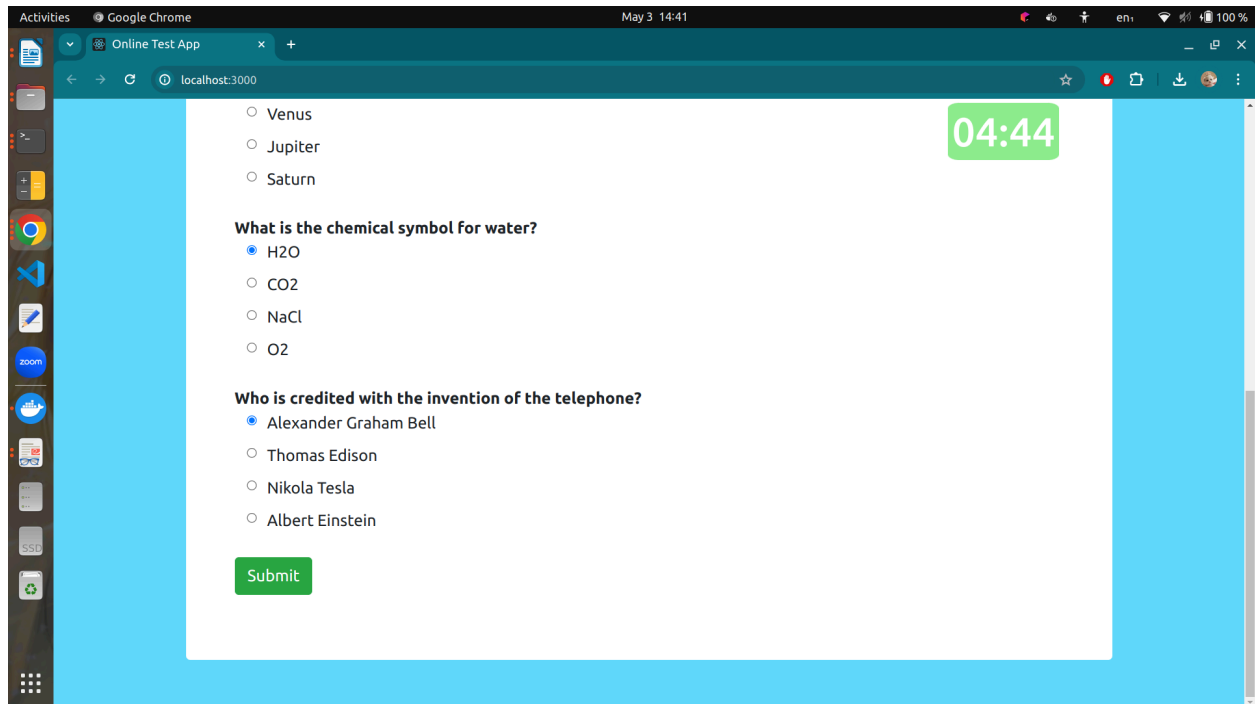 Activities Google Chrome May 3 14:41 en₁ 100 %
Online Test App
localhost:3000
Venus
04:44
Jupiter
Saturn
What is the chemical symbol for water?
H2O
CO2
NaCl
O2
zoom
Who is credited with the invention of the telephone?
Alexander Graham Bell
Thomas Edison
Nikola Tesla
Albert Einstein
SSD
Submit